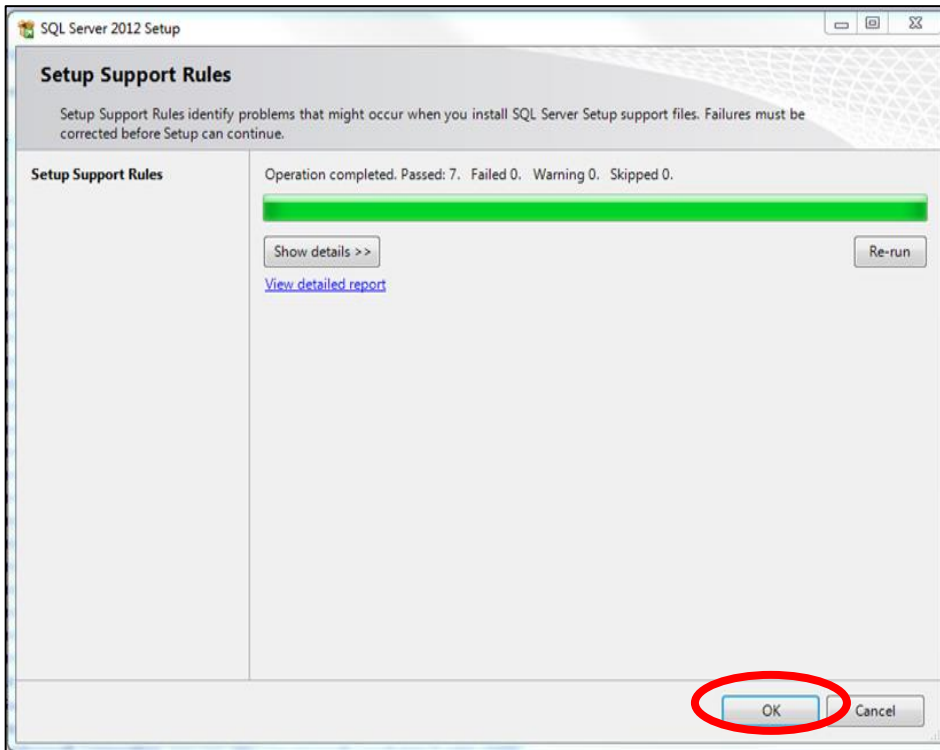 SQL Server 2012 Setup
Setup Support Rules
Setup Support Rules identify problems that might occur when you install SQL Server Setup support files. Failures must be
corrected before Setup can continue.
Setup Support Rules
Operation completed. Passed: 7. Failed 0. Warning 0. Skipped 0.
Show details >>
Re-run
View detailed report
OK
Cancel